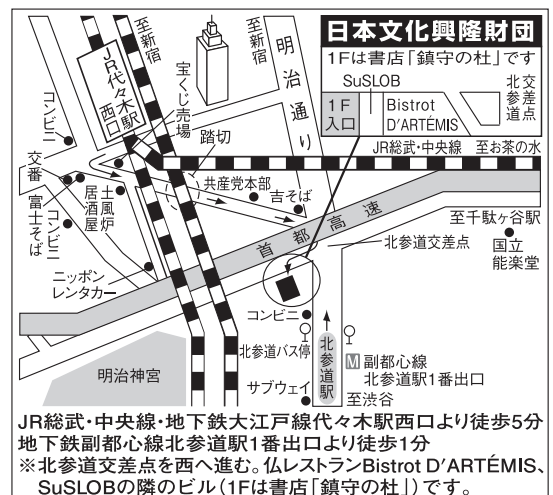 日本文化興隆財団
1Fは書店「鎮守の杜」です
SuSLOB
1F
入口
Bistrot
D'ARTÉMIS
北参道
交差点
至新宿
至新宿
明治通り
JR代々木駅
西口
宝くじ売場
踏切
コンビニ
交番
富士そば
コンビニ
居酒屋
土風炉
共産党本部
吉そば
JR総武・中央線 至お茶の水
首都高速
至千駄ヶ谷駅
国立
能楽堂
北参道交差点
ニッポン
レンタカー
コンビニ
北参道バス停
サブウェイ
北参道駅
M 副都心線
北参道駅1番出口
至渋谷
明治神宮
JR総武・中央線・地下鉄大江戸線代々木駅西口より徒歩5分
地下鉄副都心線北参道駅1番出口より徒歩1分
※北参道交差点を西へ進む。仏レストランBistrot D'ARTÉMIS、
SuSLOBの隣のビル(1Fは書店「鎮守の杜」)です。